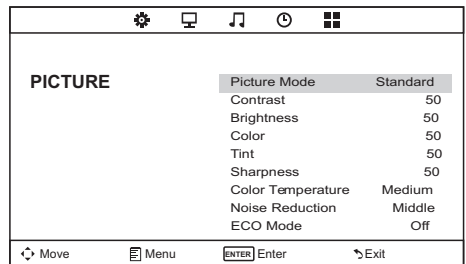 PICTURE
Picture Mode Standard
Contrast 50
Brightness 50
Color 50
Tint 50
Sharpness 50
Color Temperature Medium
Noise Reduction Middle
ECO Mode Off
Move Menu ENTER Enter Exit